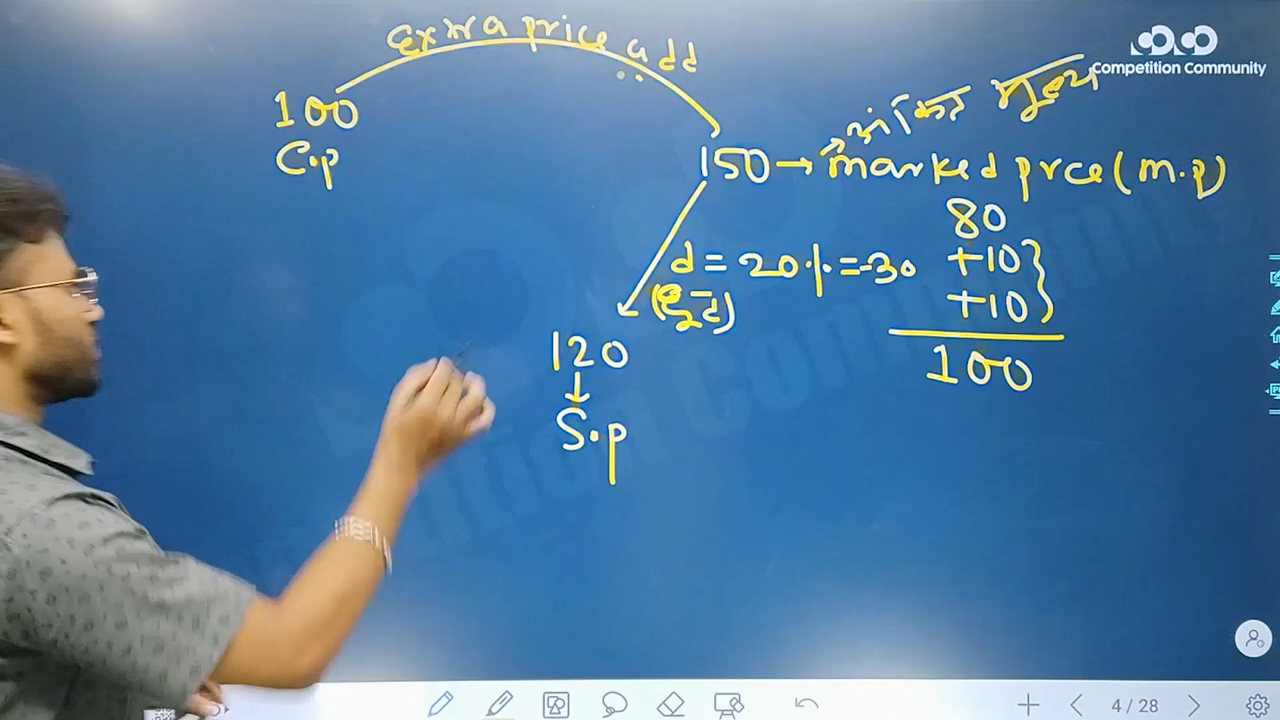 Extra price add
Competition Community
100
C.p
अंकित मूल्य
150 → marked prce (m.p)
80
d = 20% = -30
+10
(छूट)
+10
120
100
S.p
4 / 28